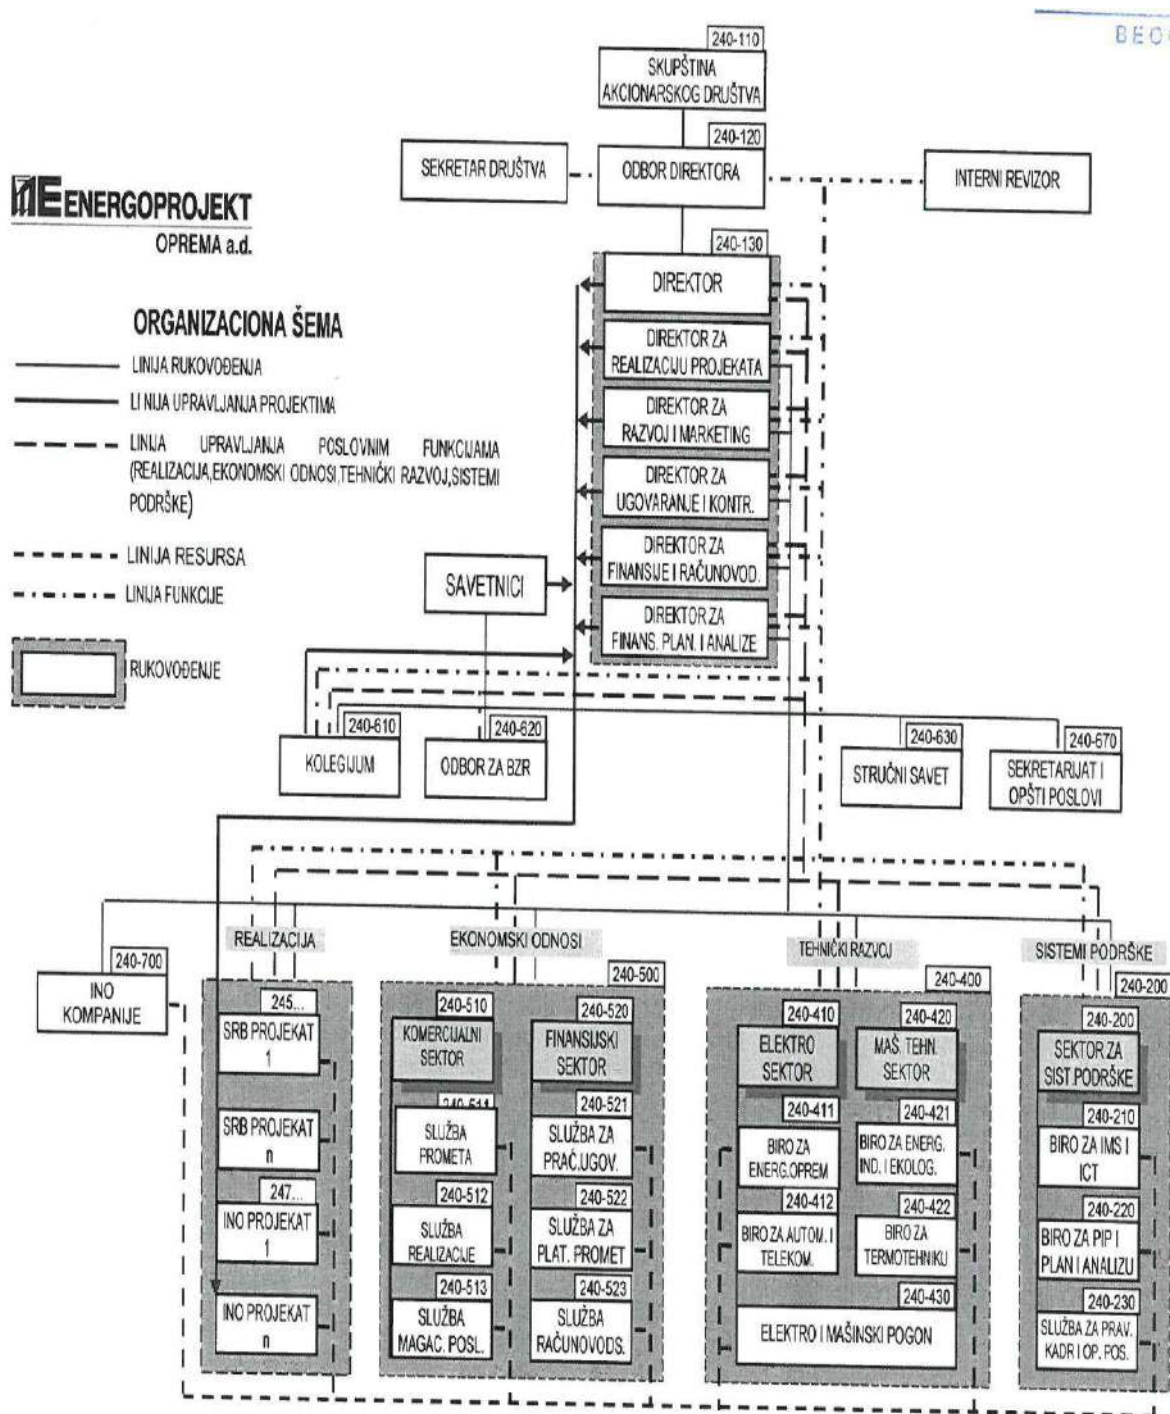 240-110
SKUPŠTINA
AKCIONARSKOG DRUŠTVA
240-120
SEKRETAR DRUŠTVA
ODBOR DIREKTORA
INTERNI REVIZOR
ENERGOPROJEKT
OPREMA a.d.
240-130
DIREKTOR
DIREKTOR ZA
REALIZACIJU PROJEKATA
DIREKTOR ZA
RAZVOJ I MARKETING
DIREKTOR ZA
UGOVARANJE I KONTR.
DIREKTOR ZA
FINANSIJE I RAČUNOVOD.
DIREKTOR ZA
FINANS. PLAN. I ANALIZE
ORGANIZACIONA ŠEMA
LINIJA RUKOVOĐENJA
LINIJA UPRAVLJANJA PROJEKTIMA
LINIJA UPRAVLJANJA POSLOVNIM FUNKCIJAMA
(REALIZACIJA,EKONOMSKI ODNOSI,TEHNIČKI RAZVOJ,SISTEMI
PODRŠKE)
LINIJA RESURSA
LINIJA FUNKCIJE
RUKOVOĐENJE
SAVETNICI
240-610
KOLEGIJUM
240-620
ODBOR ZA BZR
240-630
STRUČNI SAVET
240-670
SEKRETARIJAT I
OPŠTI POSLOVI
REALIZACIJA
EKONOMSKI ODNOSI
TEHNIČKI RAZVOJ
SISTEMI PODRŠKE
240-700
INO
KOMPANIJE
245...
SRB PROJEKAT
1
SRB PROJEKAT
n
247...
INO PROJEKAT
1
INO PROJEKAT
n
240-500
240-510
KOMERCIJALNI
SEKTOR
SLUŽBA
PROMETA
240-512
SLUŽBA
REALIZACIJE
240-513
SLUŽBA
MAGAC. POSL.
240-520
FINANSIJSKI
SEKTOR
240-521
SLUŽBA ZA
PRAĆ.UGOV.
240-522
SLUŽBA ZA
PLAT. PROMET
240-523
SLUŽBA
RAČUNOVODS.
240-400
240-410
ELEKTRO
SEKTOR
240-411
BIRO ZA
ENERG.OPREM
240-412
BIRO ZA AUTOM. I
TELEKOM.
240-420
MAŠ. TEHN.
SEKTOR
240-421
BIRO ZA ENERG.
IND. I EKOLOG.
240-422
BIRO ZA
TERMOTEHNIKU
240-430
ELEKTRO I MAŠINSKI POGON
240-200
240-200
SEKTOR ZA
SIST.PODRŠKE
240-210
BIRO ZA IMS I
ICT
240-220
BIRO ZA PIP I
PLAN I ANALIZU
240-230
SLUŽBA ZA PRAV.
KADR I OP. POS.